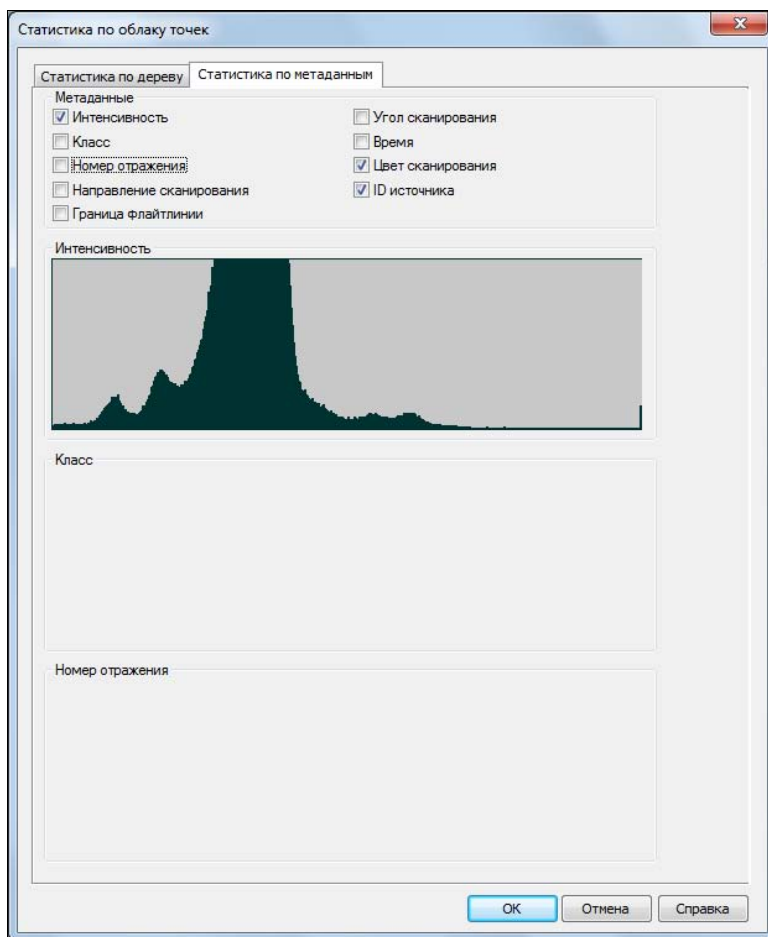 Статистика по облаку точек
Статистика по дереву
Статистика по метаданным
Метаданные
Интенсивность
Угол сканирования
Класс
Время
Номер отражения
Цвет сканирования
Направление сканирования
ID источника
Граница флайтлинии
Интенсивность
Класс
Номер отражения
OK
Отмена
Справка